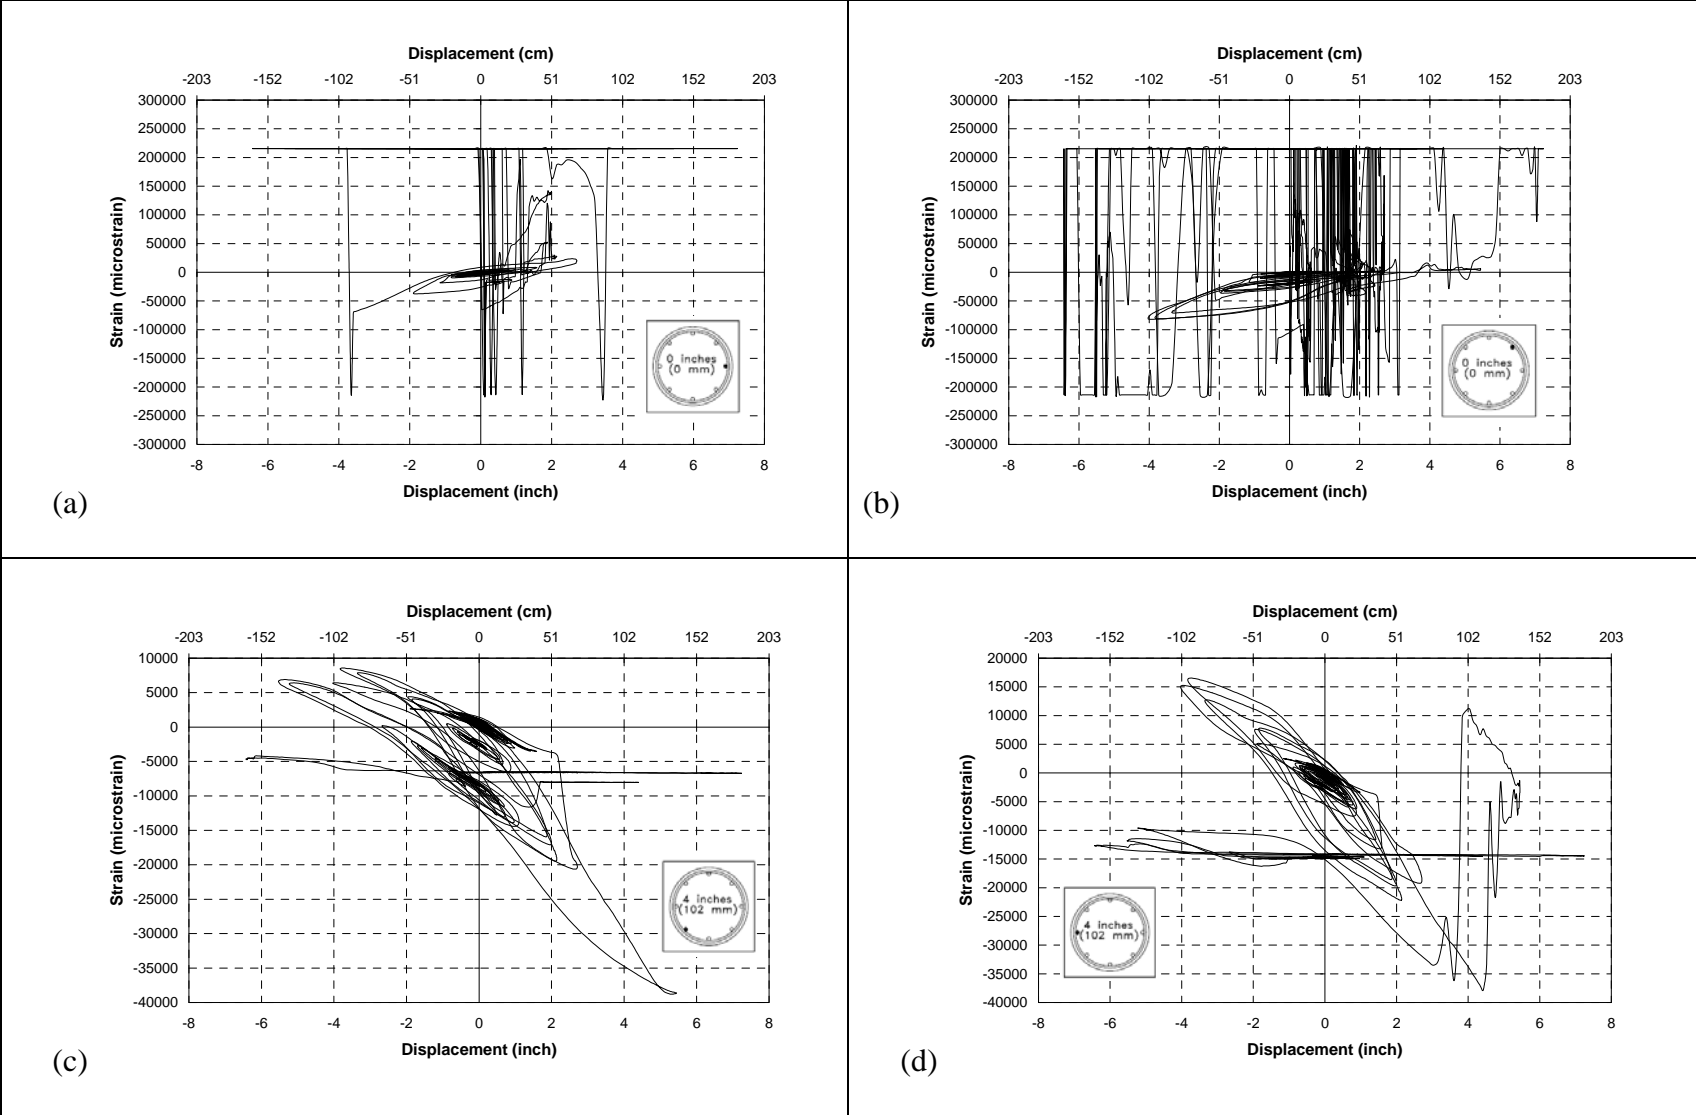 Displacement (cm)
-203 -152 -102 -51 0 51 102 152 203
300000
250000
200000
150000
100000
50000
0
-50000
-100000
-150000
-200000
-250000
-300000
Strain (microstrain)
0 inches
(0 mm)
-8 -6 -4 -2 0 2 4 6 8
Displacement (inch)
(a)
Displacement (cm)
-203 -152 -102 -51 0 51 102 152 203
300000
250000
200000
150000
100000
50000
0
-50000
-100000
-150000
-200000
-250000
-300000
Strain (microstrain)
0 inches
(0 mm)
-8 -6 -4 -2 0 2 4 6 8
Displacement (inch)
(b)
Displacement (cm)
-203 -152 -102 -51 0 51 102 152 203
10000
5000
0
-5000
-10000
-15000
-20000
-25000
-30000
-35000
-40000
Strain (microstrain)
4 inches
(102 mm)
-8 -6 -4 -2 0 2 4 6 8
Displacement (inch)
(c)
Displacement (cm)
-203 -152 -102 -51 0 51 102 152 203
20000
15000
10000
5000
0
-5000
-10000
-15000
-20000
-25000
-30000
-35000
-40000
Strain (microstrain)
4 inches
(102 mm)
-8 -6 -4 -2 0 2 4 6 8
Displacement (inch)
(d)